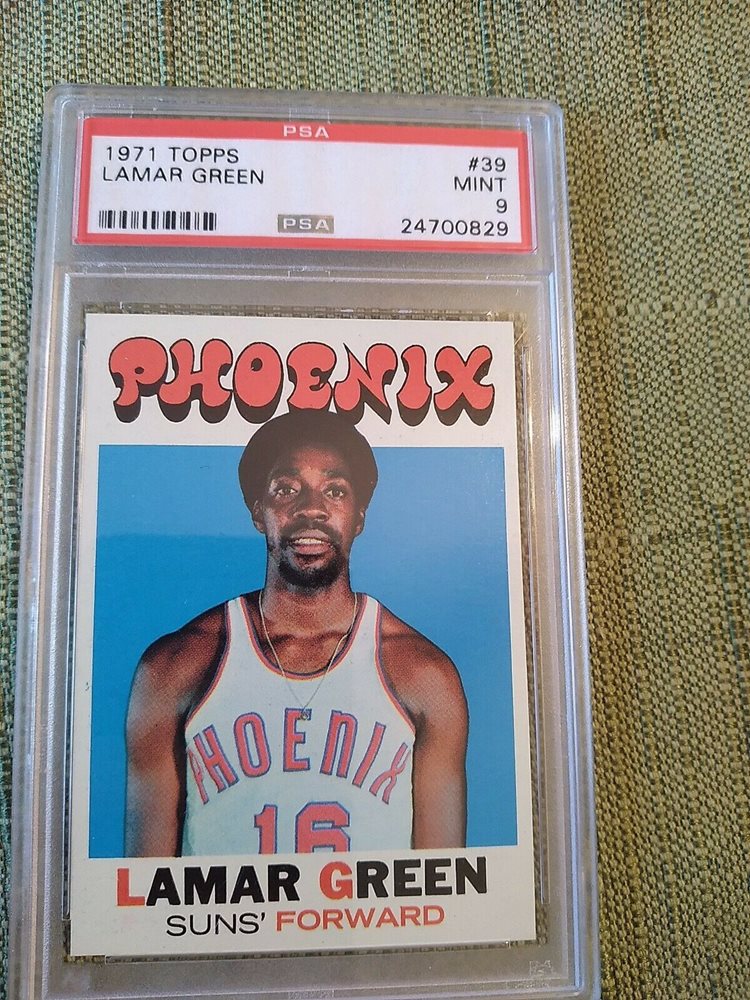 PSA
1971 TOPPS #39
LAMAR GREEN MINT
9
PSA 24700829
PHOENIX
PHOENIX
16
LAMAR GREEN
SUNS' FORWARD